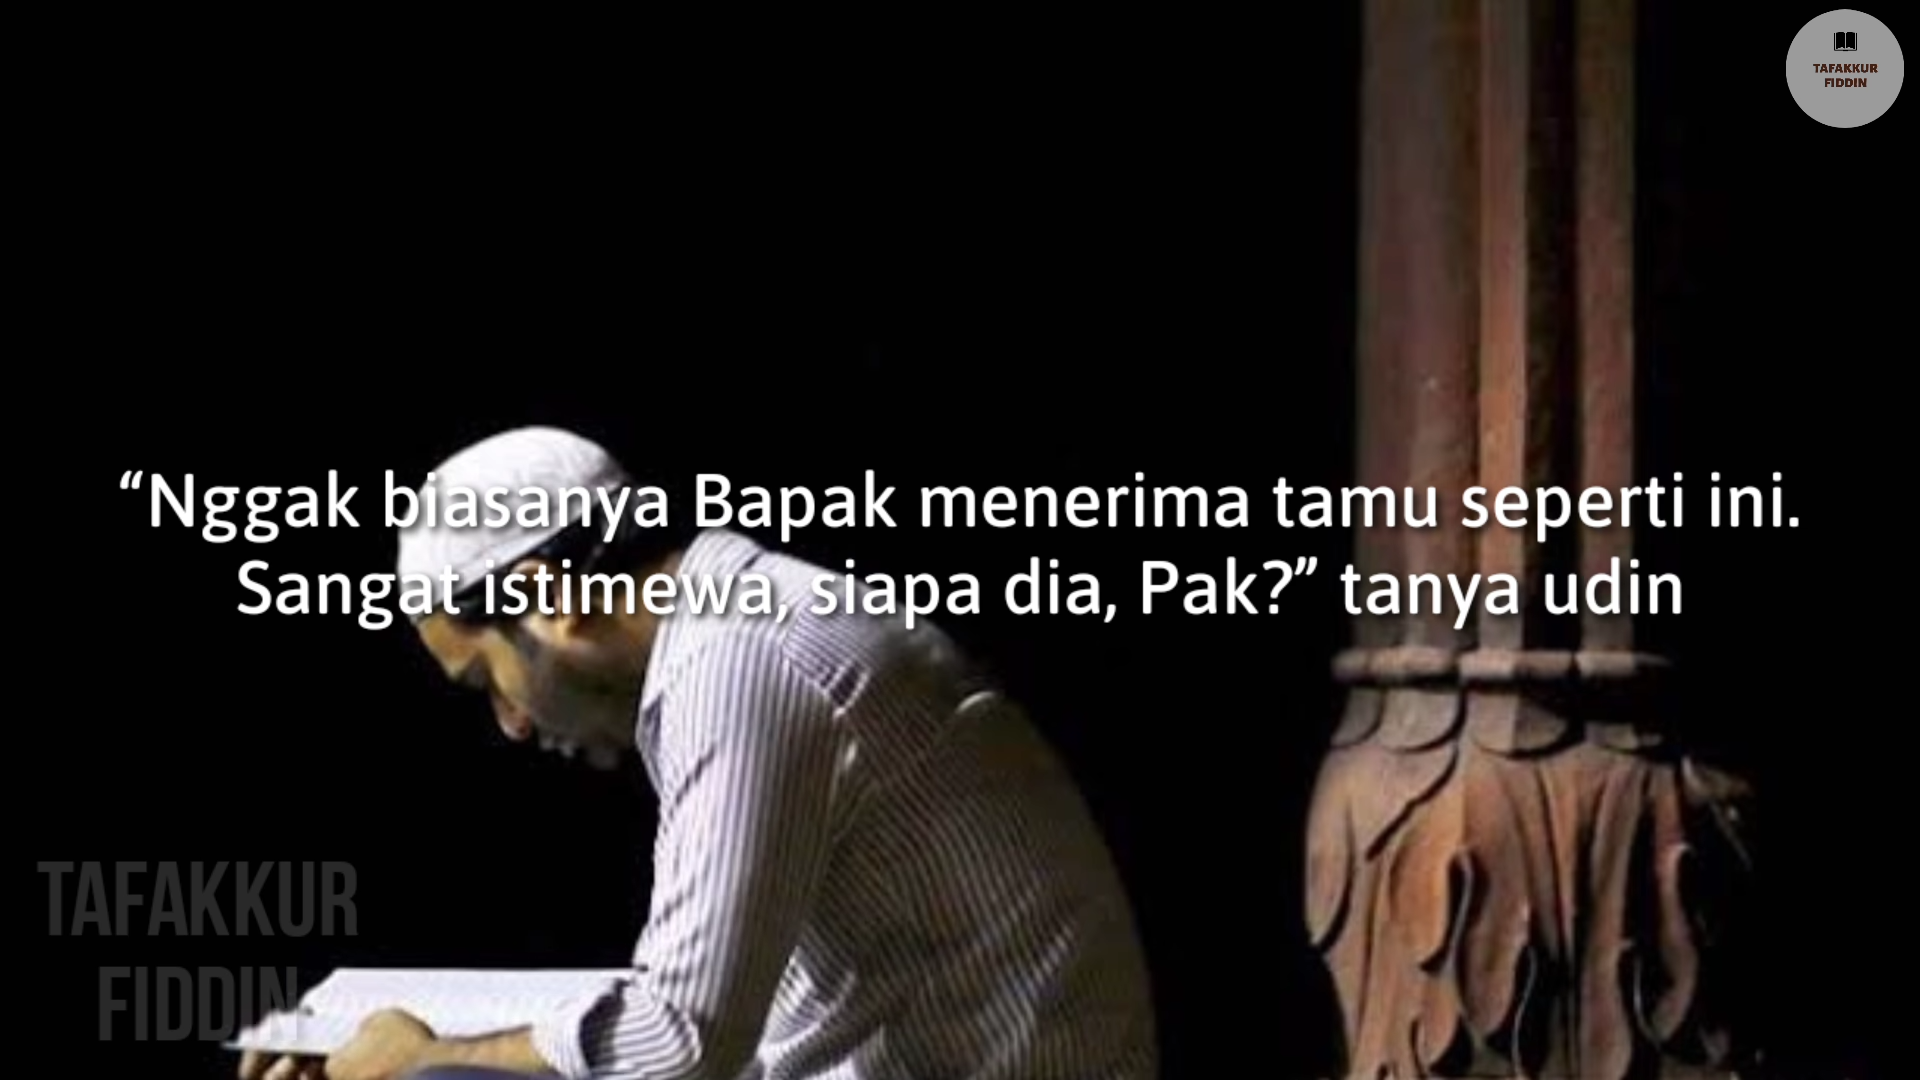 TAFAKKUR
FIDDIN
“Nggak biasanya Bapak menerima tamu seperti ini.
Sangat istimewa, siapa dia, Pak?” tanya udin
TAFAKKUR
FIDDIN